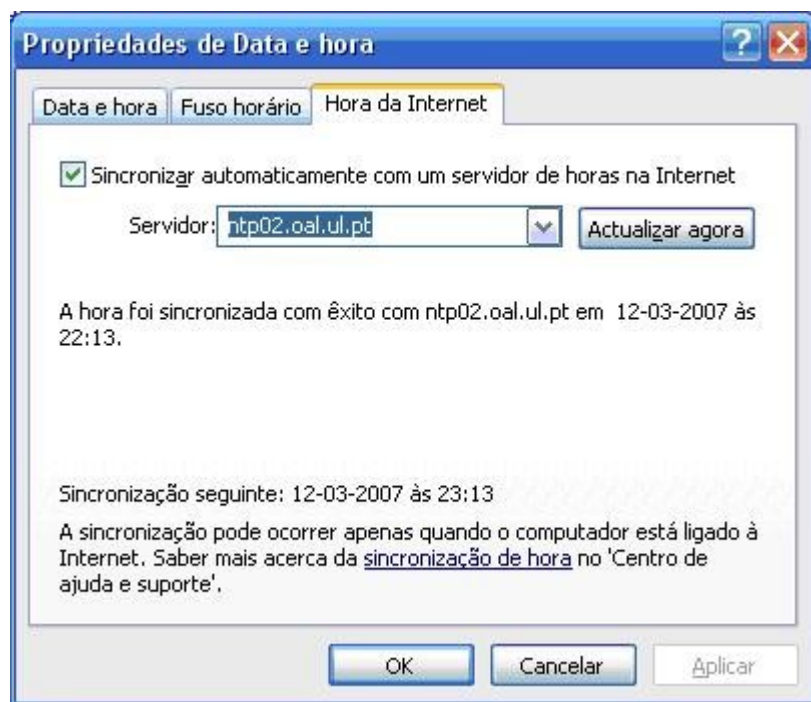 Propriedades de Data e hora
Data e hora Fuso horário Hora da Internet
Sincronizar automaticamente com um servidor de horas na Internet
Servidor: ntp02.oal.ul.pt Actualizar agora
A hora foi sincronizada com êxito com ntp02.oal.ul.pt em 12-03-2007 às
22:13.
Sincronização seguinte: 12-03-2007 às 23:13
A sincronização pode ocorrer apenas quando o computador está ligado à
Internet. Saber mais acerca da sincronização de hora no 'Centro de
ajuda e suporte'.
OK Cancelar Aplicar